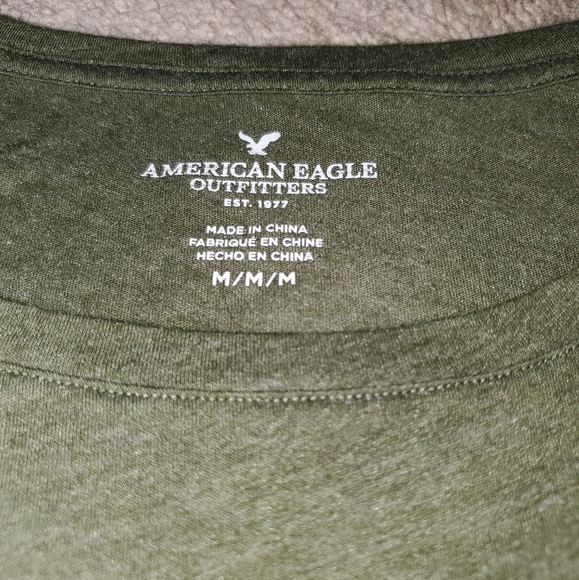 AMERICAN EAGLE
OUTFITTERS
EST. 1977
MADE IN CHINA
FABRIQUÉ EN CHINE
HECHO EN CHINA
M/M/M